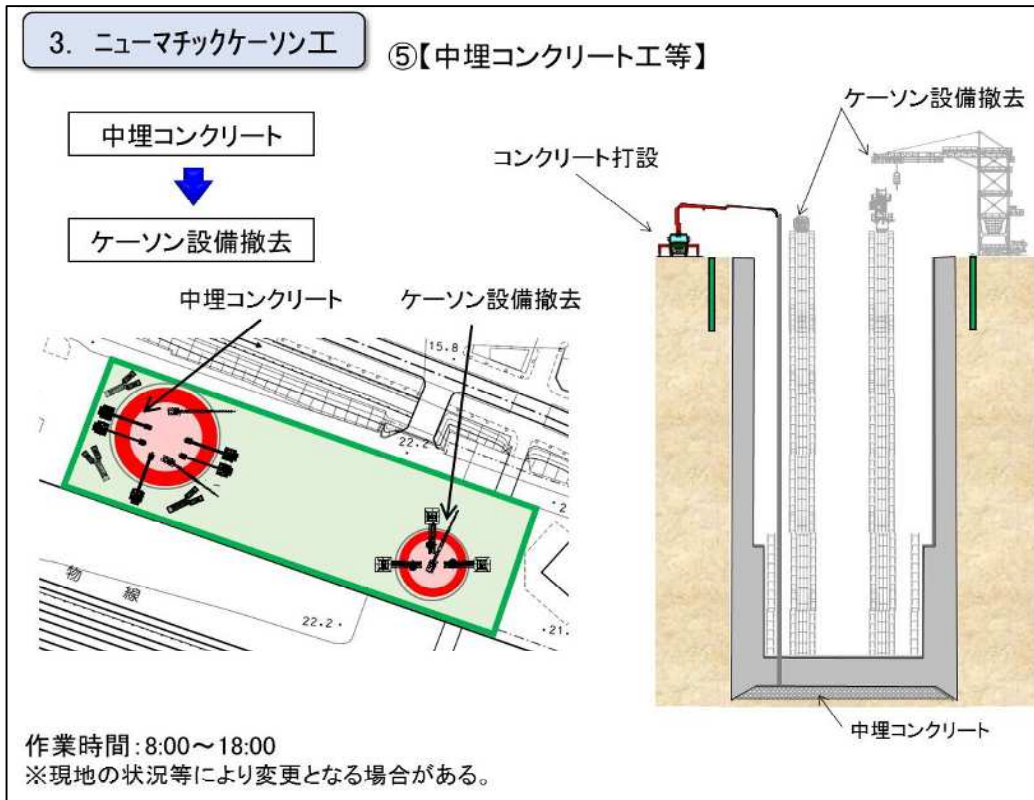 3. ニューマチックケーソン工
⑤【中埋コンクリート工等】
中埋コンクリート
ケーソン設備撤去
中埋コンクリート
ケーソン設備撤去
15.8
22.2
物線
22.2
21.
コンクリート打設
ケーソン設備撤去
中埋コンクリート
作業時間:8:00～18:00
※現地の状況等により変更となる場合がある。